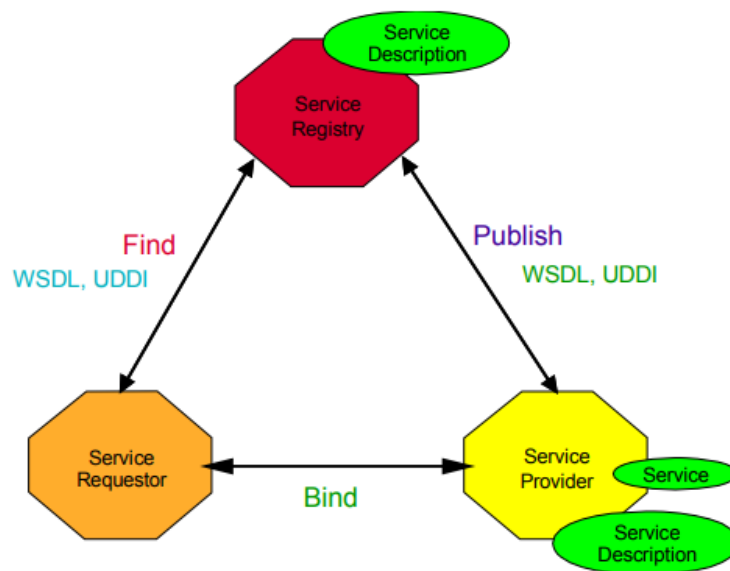 Service
Description
Service
Registry
Find
Publish
WSDL, UDDI
WSDL, UDDI
Service
Requestor
Service
Provider
Service
Bind
Service
Description